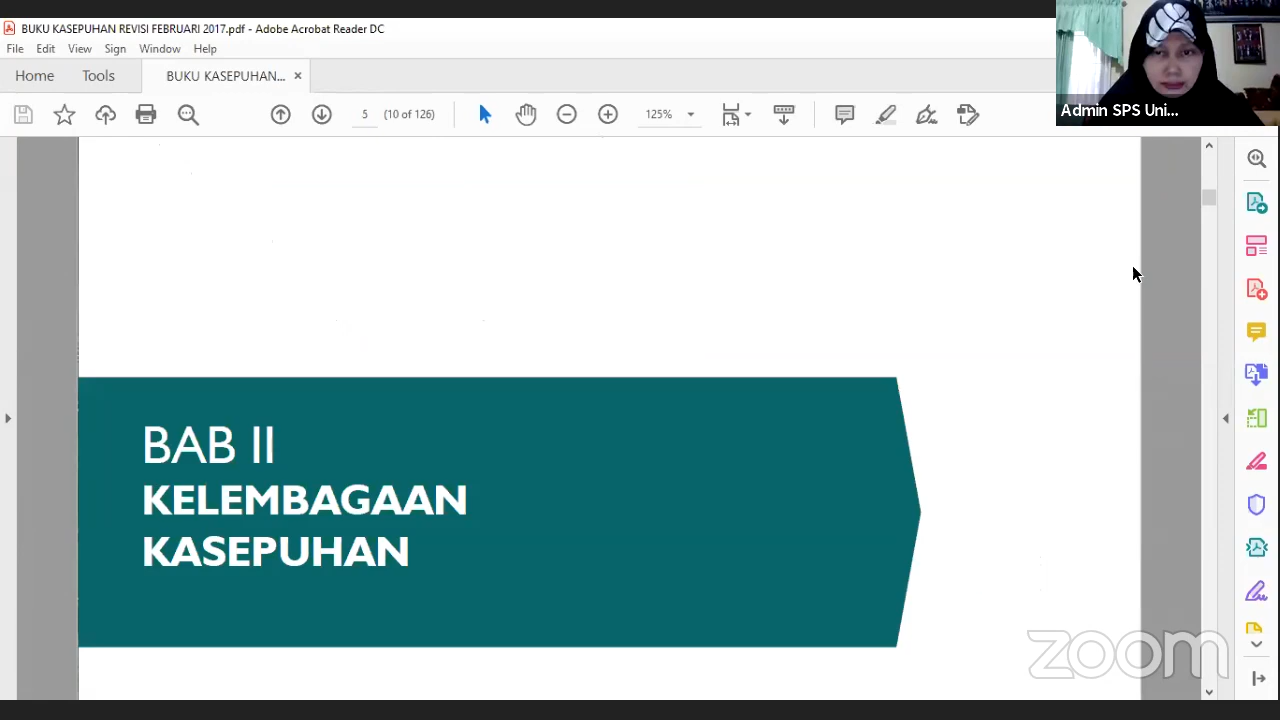 BUKU KASEPUHAN REVISI FEBRUARI 2017.pdf - Adobe Acrobat Reader DC
File Edit View Sign Window Help
Home Tools BUKU KASEPUHAN... ×
5 (10 of 126) 125%
Admin SPS Uni...
BAB II
KELEMBAGAAN
KASEPUHAN
zoom